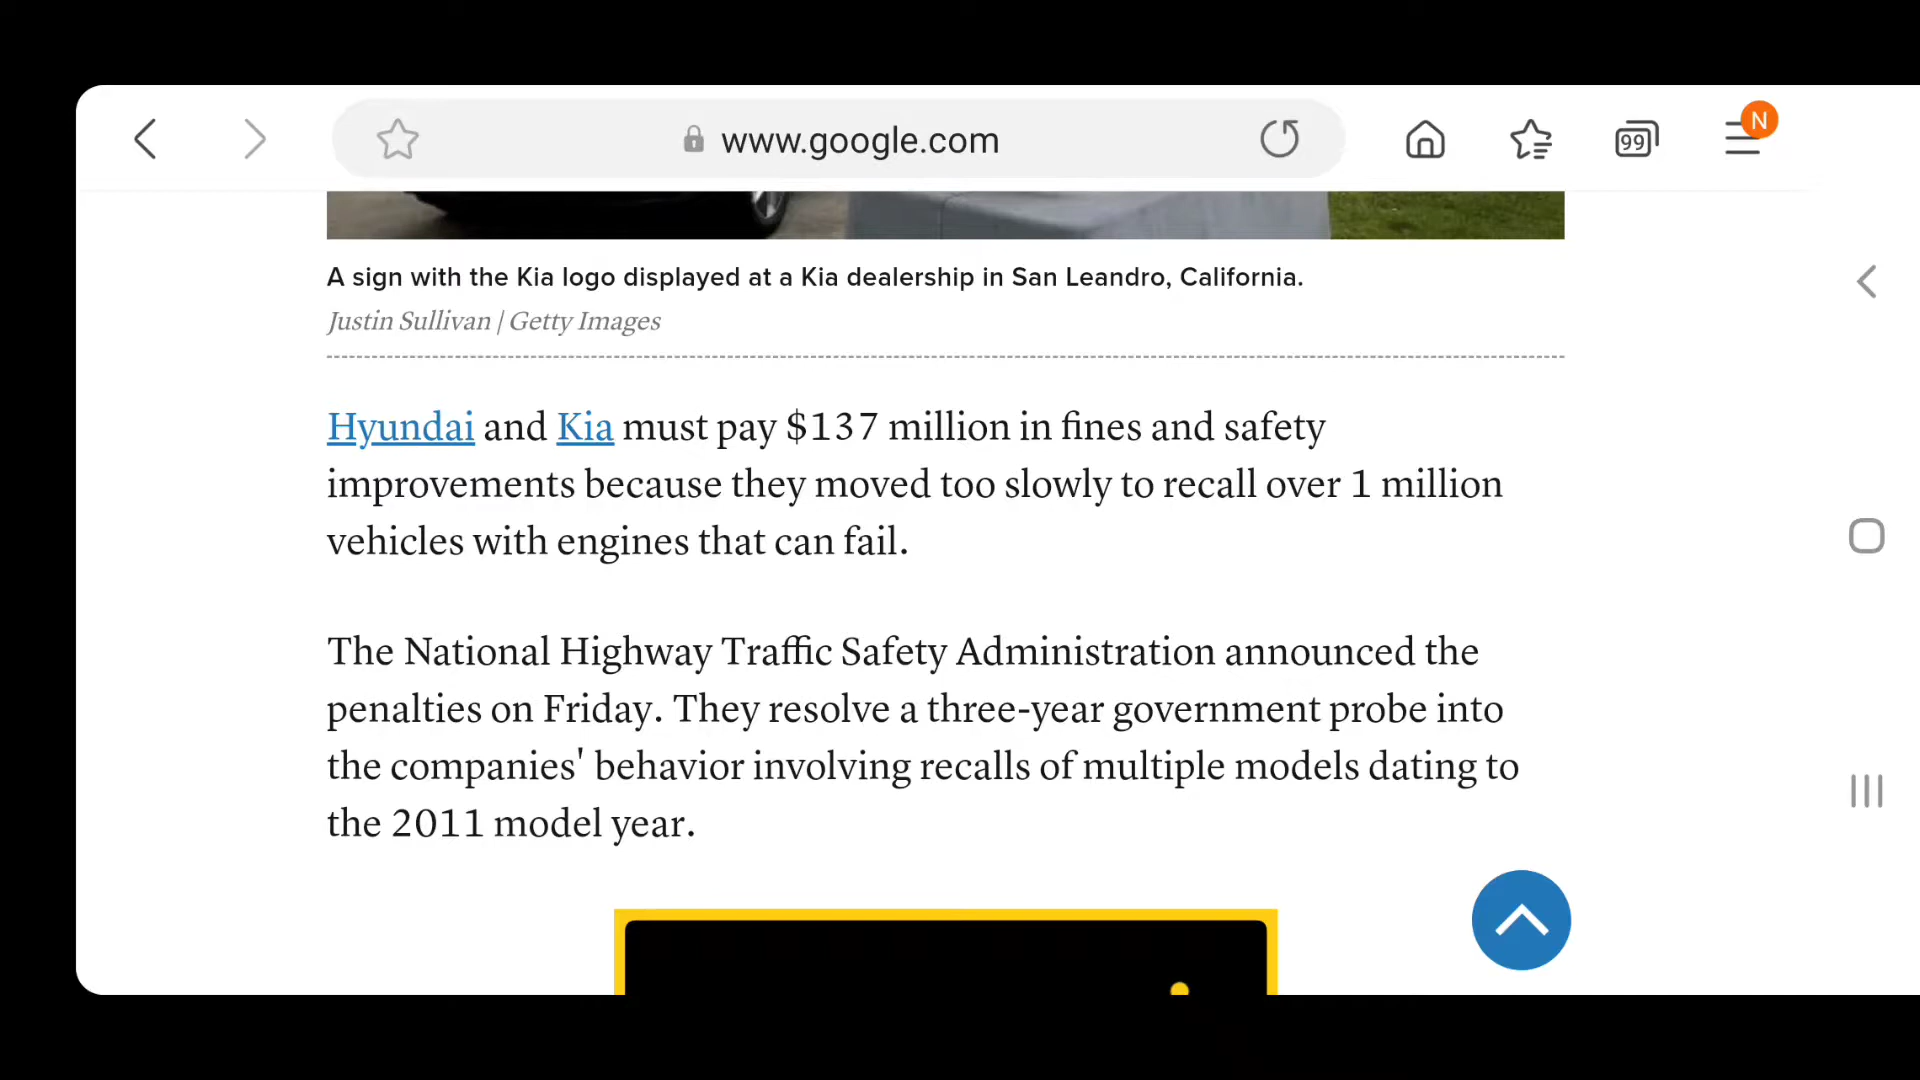 www.google.com
99
N
A sign with the Kia logo displayed at a Kia dealership in San Leandro, California.
Justin Sullivan | Getty Images
Hyundai and Kia must pay $137 million in fines and safety
improvements because they moved too slowly to recall over 1 million
vehicles with engines that can fail.
The National Highway Traffic Safety Administration announced the
penalties on Friday. They resolve a three-year government probe into
the companies' behavior involving recalls of multiple models dating to
the 2011 model year.